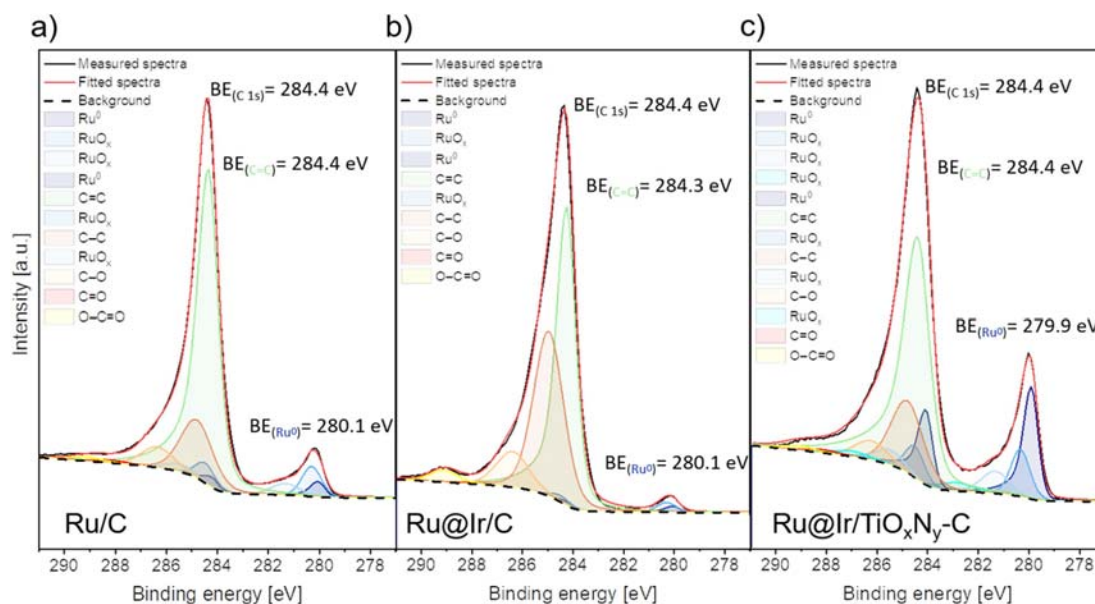 a)
Measured spectra
Fitted spectra
Background
Ru⁰
RuOₓ
RuOₓ
Ru⁰
C=C
RuOₓ
C–C
RuOₓ
C–O
C=O
O–C=O
BE(C 1s)= 284.4 eV
BE(C=C)= 284.4 eV
BE(Ru⁰)= 280.1 eV
Ru/C
b)
Measured spectra
Fitted spectra
Background
Ru⁰
RuOₓ
Ru⁰
C=C
RuOₓ
C–C
C–O
C=O
O–C=O
BE(C 1s)= 284.4 eV
BE(C=C)= 284.3 eV
BE(Ru⁰)= 280.1 eV
Ru@Ir/C
c)
Measured spectra
Fitted spectra
Background
Ru⁰
RuOₓ
RuOₓ
RuOₓ
Ru⁰
C=C
RuOₓ
C–C
RuOₓ
C–O
RuOₓ
C=O
O–C=O
BE(C 1s)= 284.4 eV
BE(C=C)= 284.4 eV
BE(Ru⁰)= 279.9 eV
Ru@Ir/TiOₓNᵧ-C
Intensity [a.u.]
290 288 286 284 282 280 278
290 288 286 284 282 280 278
290 288 286 284 282 280 278
Binding energy [eV]
Binding energy [eV]
Binding energy [eV]